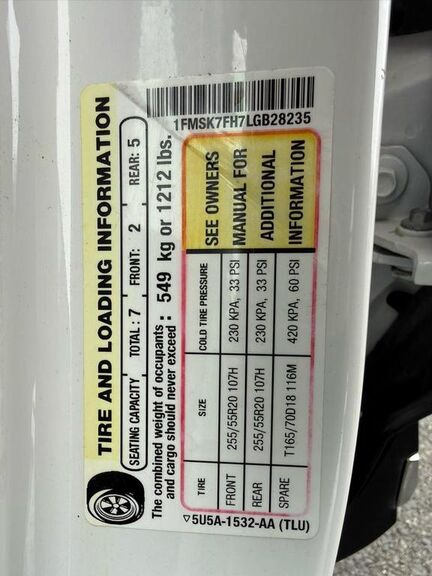 1FMSK7FH7LGB28235
TIRE AND LOADING INFORMATION
SEATING CAPACITY TOTAL: 7 FRONT: 2 REAR: 5
The combined weight of occupants
and cargo should never exceed: 549 kg or 1212 lbs.
TIRE SIZE COLD TIRE PRESSURE SEE OWNERS
FRONT 255/55R20 107H 230 KPA, 33 PSI MANUAL FOR
REAR 255/55R20 107H 230 KPA, 33 PSI ADDITIONAL
SPARE T165/70D18 116M 420 KPA, 60 PSI INFORMATION
▽5U5A-1532-AA (TLU)